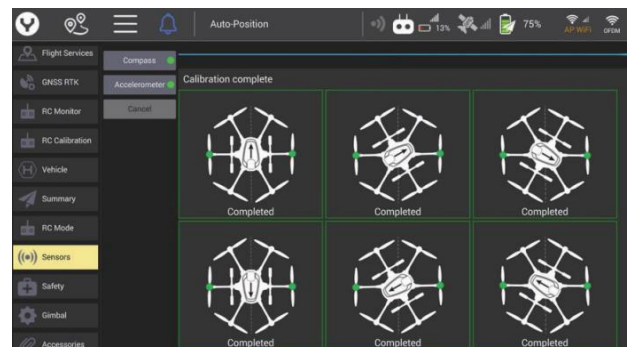 Auto-Position
13%
75%
AP WiFi
OFDM
Flight Services
GNSS RTK
RC Monitor
RC Calibration
Vehicle
Summary
RC Mode
Sensors
Safety
Gimbal
Accessories
Compass
Accelerometer
Cancel
Calibration complete
Completed
Completed
Completed
Completed
Completed
Completed